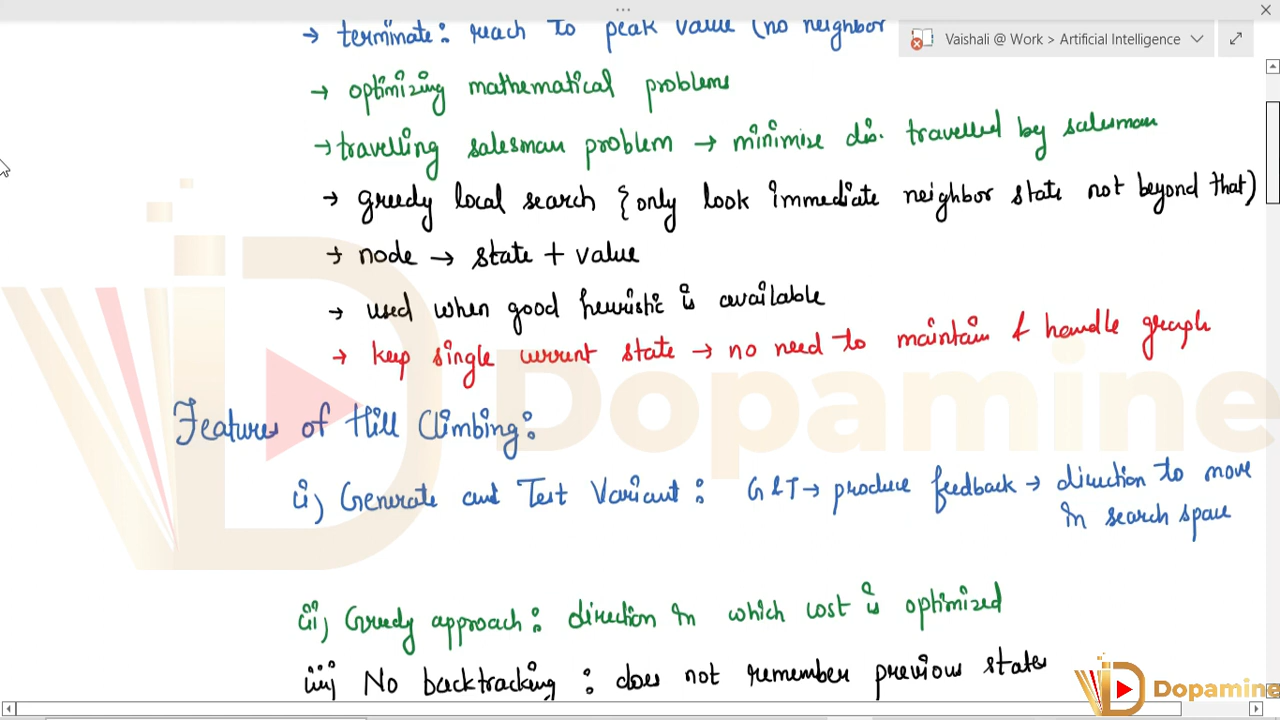 → terminate: reach to peak value (no neighbor
Vaishali @ Work > Artificial Intelligence
→ optimizing mathematical problems
→ travelling salesman problem → minimise dis. travelled by salesman
→ greedy local search {only look immediate neighbor state not beyond that)
→ node → state + value
→ used when good heuristic is available
→ keep single current state → no need to maintain & handle graph
Features of Hill Climbing:
i) Generate and Test Variant: G&T → produce feedback → direction to move
in search space
ii) Greedy approach: direction in which cost is optimized
iii) No backtracking: does not remember previous states
Dopamine
Dopamine